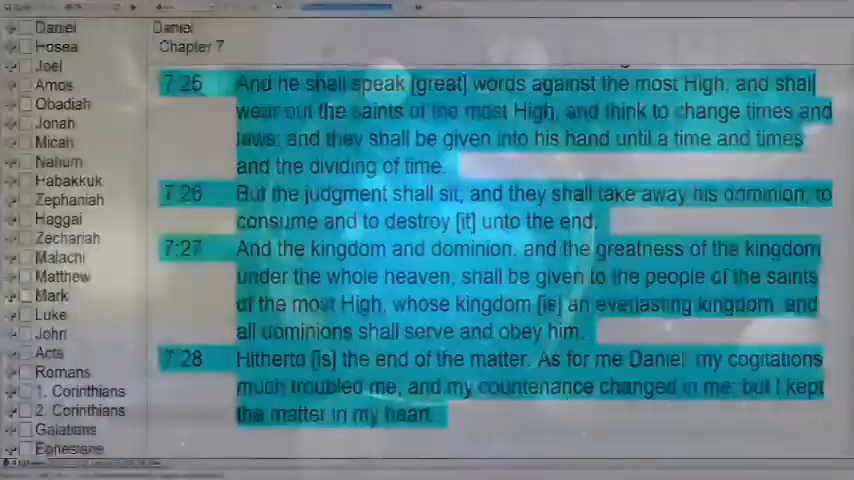 Daniel
Hosea
Joel
Amos
Obadiah
Jonah
Micah
Nahum
Habakkuk
Zephaniah
Haggai
Zechariah
Malachi
Matthew
Mark
Luke
John
Acts
Romans
1. Corinthians
2. Corinthians
Galatians
Ephesians
Daniel
Chapter 7
7:25 And he shall speak [great] words against the most High, and shall
wear out the saints of the most High, and think to change times and
laws: and they shall be given into his hand until a time and times
and the dividing of time.
7:26 But the judgment shall sit, and they shall take away his dominion, to
consume and to destroy [it] unto the end.
7:27 And the kingdom and dominion, and the greatness of the kingdom
under the whole heaven, shall be given to the people of the saints
of the most High, whose kingdom [is] an everlasting kingdom, and
all dominions shall serve and obey him.
7:28 Hitherto [is] the end of the matter. As for me Daniel, my cogitations
much troubled me, and my countenance changed in me: but I kept
the matter in my heart.